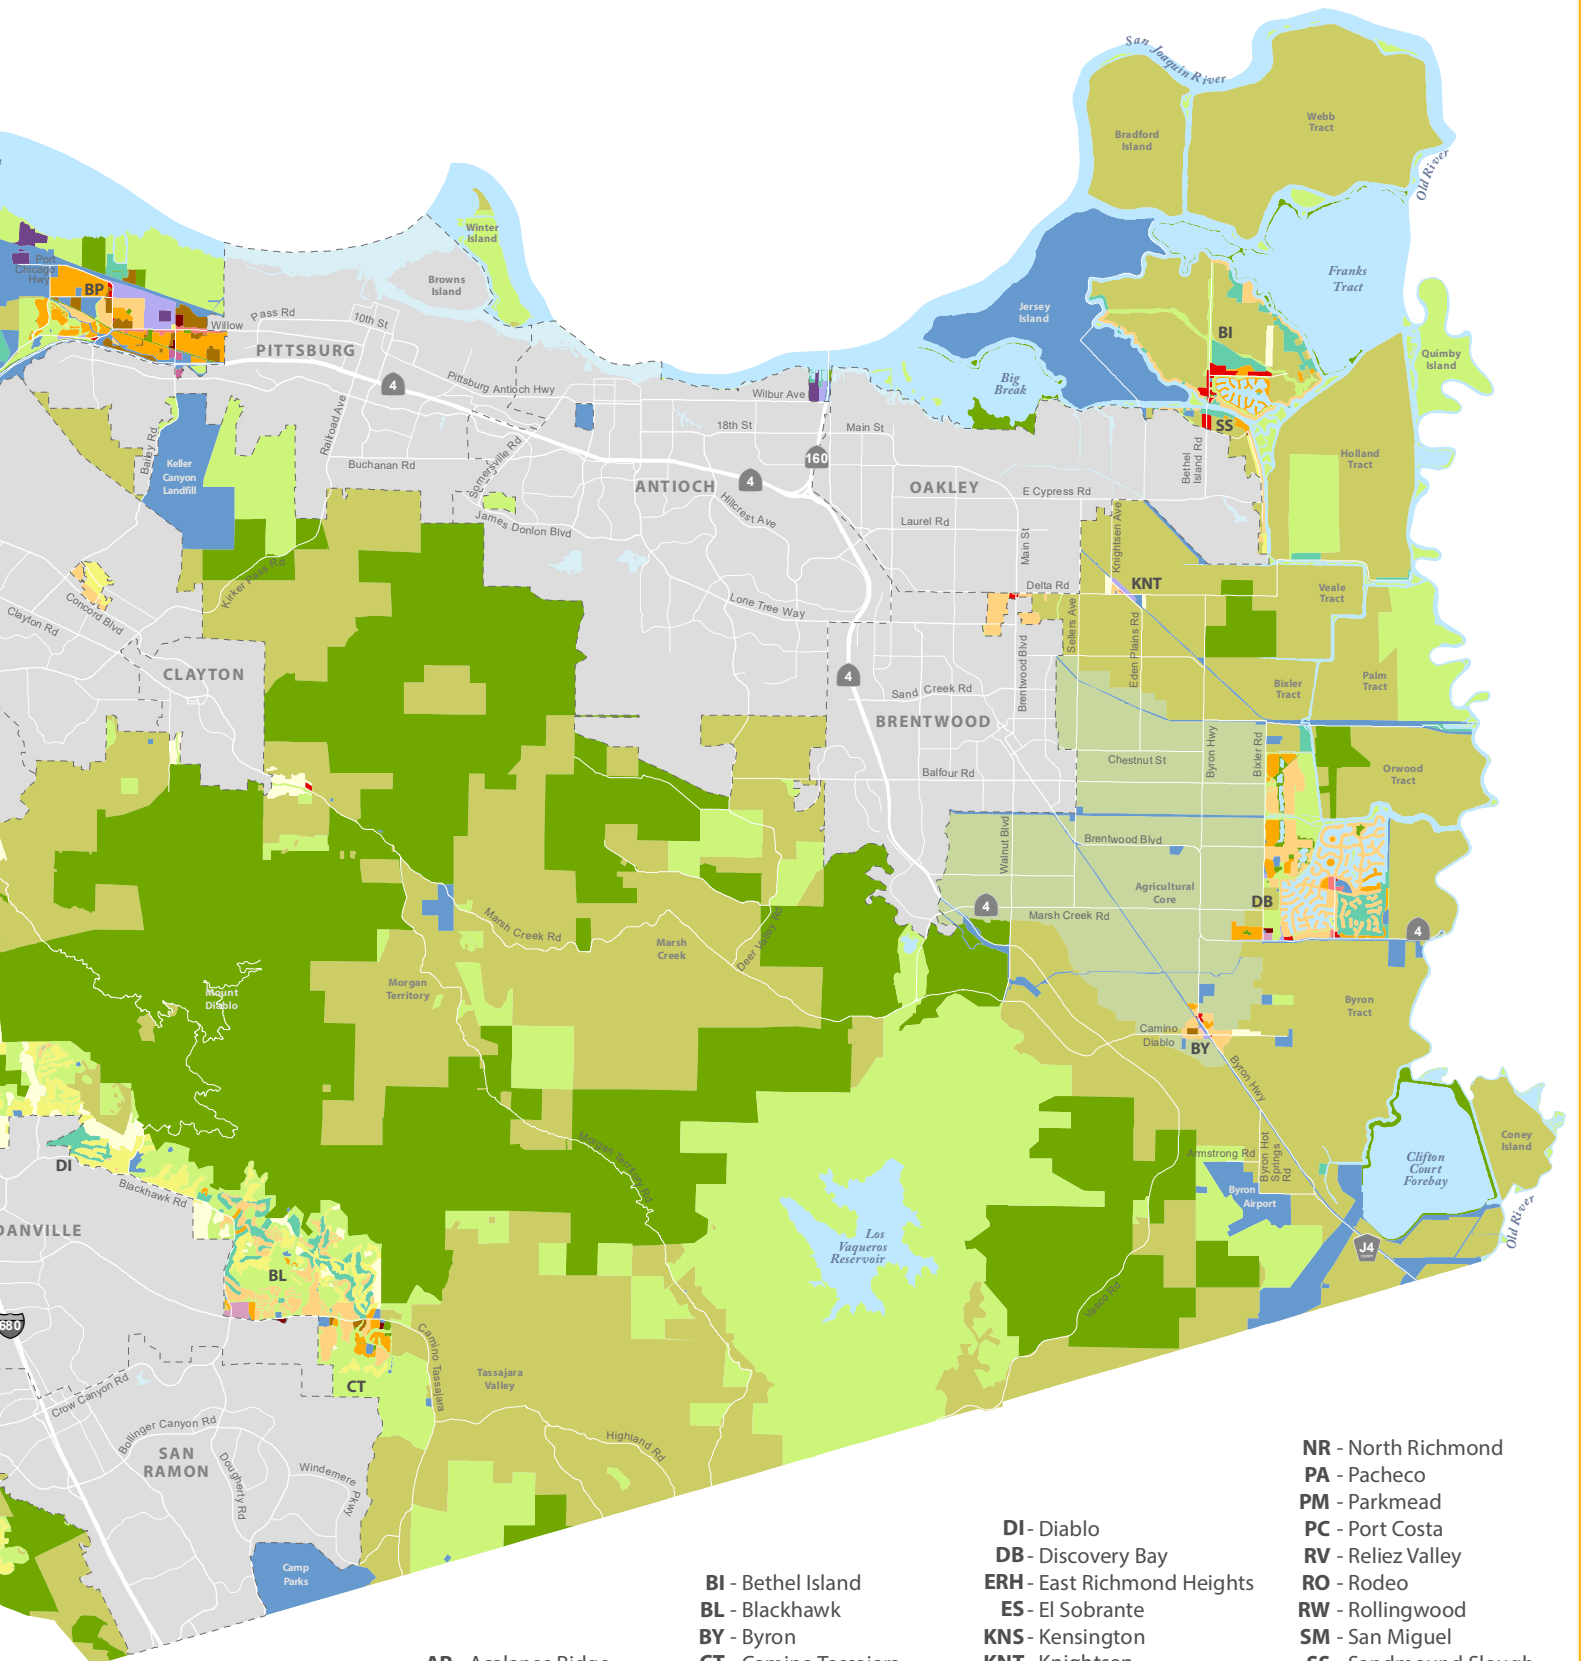 San Joaquin River
Webb
Tract
Bradford
Island
Old River
Winter
Island
Franks
Tract
Port
Chicago
Hwy
BP
Browns
Island
Jersey
Island
Willow
Pass Rd
10th St
BI
PITTSBURG
Quimby
Island
4
Pittsburg Antioch Hwy
Big
Break
Wilbur Ave
Railroad Ave
18th St
Main St
SS
Bailey Rd
Keller
Canyon
Landfill
Buchanan Rd
Somersville Rd
160
Bethel
Island Rd
Holland
Tract
ANTIOCH
4
OAKLEY
E Cypress Rd
Hillcrest Ave
James Donlon Blvd
Laurel Rd
Main St
Knightsen Ave
Kirker Pass Rd
Delta Rd
KNT
Veale
Tract
Concord Blvd
Clayton Rd
Lone Tree Way
Sellers Ave
Eden Plains Rd
Brentwood Blvd
CLAYTON
4
Sand Creek Rd
Bixler
Tract
Palm
Tract
BRENTWOOD
Chestnut St
Byron Hwy
Bixler Rd
Balfour Rd
Orwood
Tract
Walnut Blvd
Brentwood Blvd
Agricultural
Core
DB
4
Marsh Creek Rd
4
Marsh Creek Rd
Marsh
Creek
Deer Valley Rd
Morgan
Territory
Mount
Diablo
Byron
Tract
Camino
Diablo
BY
Byron Hwy
DI
Morgan Territory Rd
Armstrong Rd
Byron Hot
Springs
Rd
Coney
Island
Clifton
Court
Forebay
Blackhawk Rd
Byron
Airport
DANVILLE
Los
Vaqueros
Reservoir
Old River
J4
BL
Vasco Rd
680
Camino Tassajara
Tassajara
Valley
CT
Crow Canyon Rd
Bollinger Canyon Rd
Highland Rd
SAN
RAMON
Dougherty Rd
Windemere
Pkwy
Camp
Parks
AR - Acalanes Ridge
BI - Bethel Island
BL - Blackhawk
BY - Byron
CT - Camino Tassajara
DI - Diablo
DB - Discovery Bay
ERH - East Richmond Heights
ES - El Sobrante
KNS - Kensington
KNT - Knightsen
NR - North Richmond
PA - Pacheco
PM - Parkmead
PC - Port Costa
RV - Reliez Valley
RO - Rodeo
RW - Rollingwood
SM - San Miguel
SS - Sandmound Slough